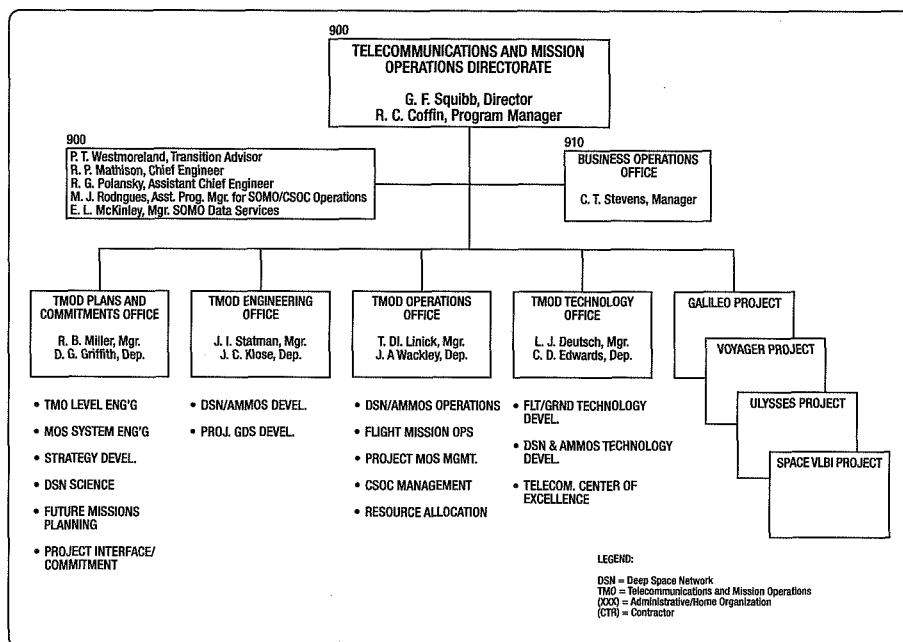 900
TELECOMMUNICATIONS AND MISSION
OPERATIONS DIRECTORATE
G. F. Squibb, Director
R. C. Coffin, Program Manager
900
P. T. Westmoreland, Transition Advisor
R. P. Mathison, Chief Engineer
R. G. Polansky, Assistant Chief Engineer
M. J. Rodngues, Asst. Prog. Mgr. for SOMO/CSOC Operations
E. L. McKinley, Mgr. SOMO Data Services
910
BUSINESS OPERATIONS
OFFICE
C. T. Stevens, Manager
TMOD PLANS AND
COMMITMENTS OFFICE
R. B. Miller, Mgr.
D. G. Griffith, Dep.
• TMO LEVEL ENG'G
• MOS SYSTEM ENG'G
• STRATEGY DEVEL.
• DSN SCIENCE
• FUTURE MISSIONS
PLANNING
• PROJECT INTERFACE/
COMMITMENT
TMOD ENGINEERING
OFFICE
J. I. Statman, Mgr.
J. C. Klose, Dep.
• DSN/AMMOS DEVEL.
• PROJ. GDS DEVEL.
TMOD OPERATIONS
OFFICE
T. DI. Linick, Mgr.
J. A Wackley, Dep.
• DSN/AMMOS OPERATIONS
• FLIGHT MISSION OPS
• PROJECT MOS MGMT.
• CSOC MANAGEMENT
• RESOURCE ALLOCATION
TMOD TECHNOLOGY
OFFICE
L. J. Deutsch, Mgr.
C. D. Edwards, Dep.
• FLT/GRND TECHNOLOGY
DEVEL.
• DSN & AMMOS TECHNOLOGY
DEVEL.
• TELECOM. CENTER OF
EXCELLENCE
GALILEO PROJECT
VOYAGER PROJECT
ULYSSES PROJECT
SPACE VLBI PROJECT
LEGEND:
DSN = Deep Space Network
TMO = Telecommunications and Mission Operations
(XXX) = Administrative/Home Organization
(CTR) = Contractor